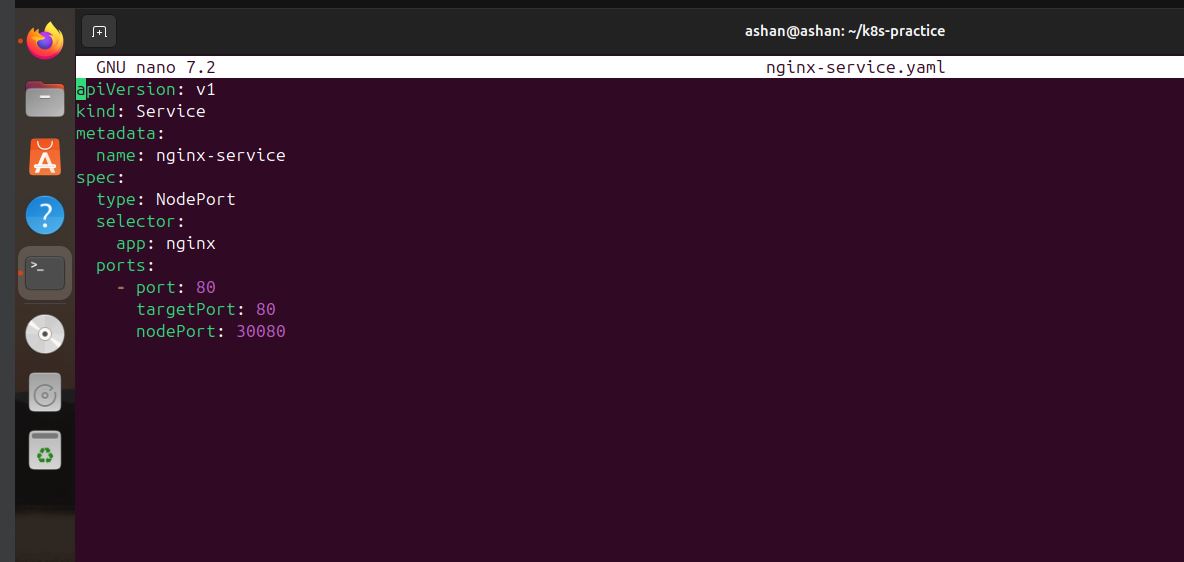 ashan@ashan: ~/k8s-practice
GNU nano 7.2 nginx-service.yaml
apiVersion: v1
kind: Service
metadata:
  name: nginx-service
spec:
  type: NodePort
  selector:
    app: nginx
  ports:
    - port: 80
      targetPort: 80
      nodePort: 30080